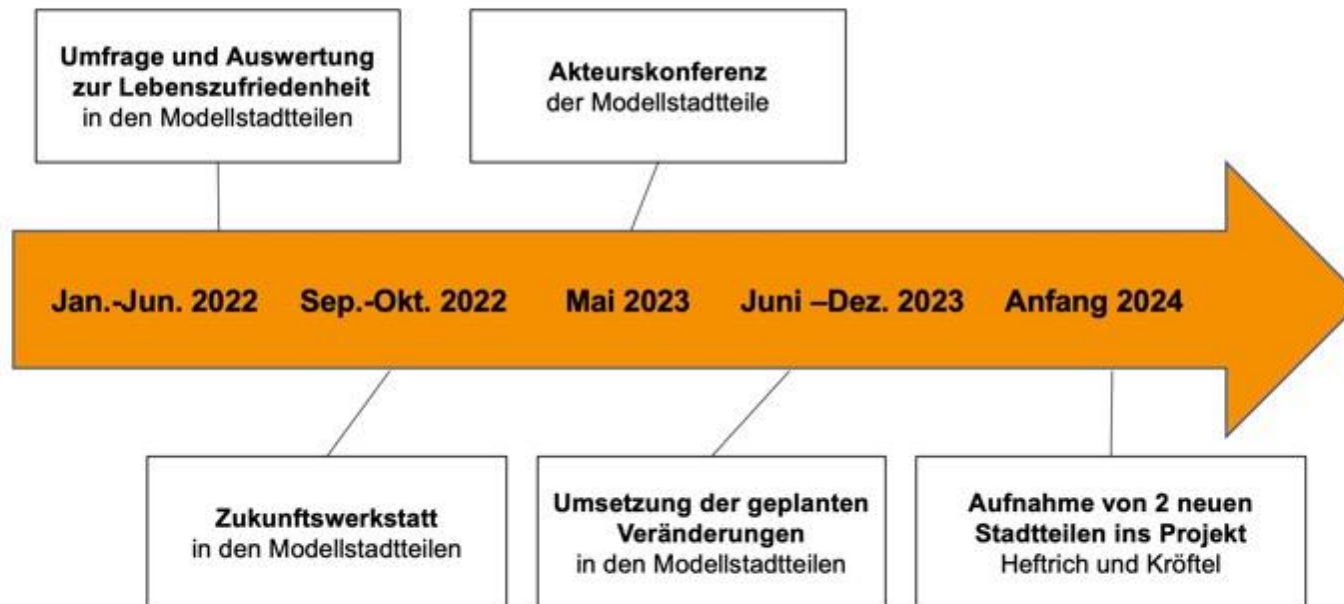 Umfrage und Auswertung
zur Lebenszufriedenheit
in den Modellstadtteilen
Akteurskonferenz
der Modellstadtteile
Jan.-Jun. 2022 Sep.-Okt. 2022 Mai 2023 Juni –Dez. 2023 Anfang 2024
Zukunftswerkstatt
in den Modellstadtteilen
Umsetzung der geplanten
Veränderungen
in den Modellstadtteilen
Aufnahme von 2 neuen
Stadtteilen ins Projekt
Heftrich und Kröftel